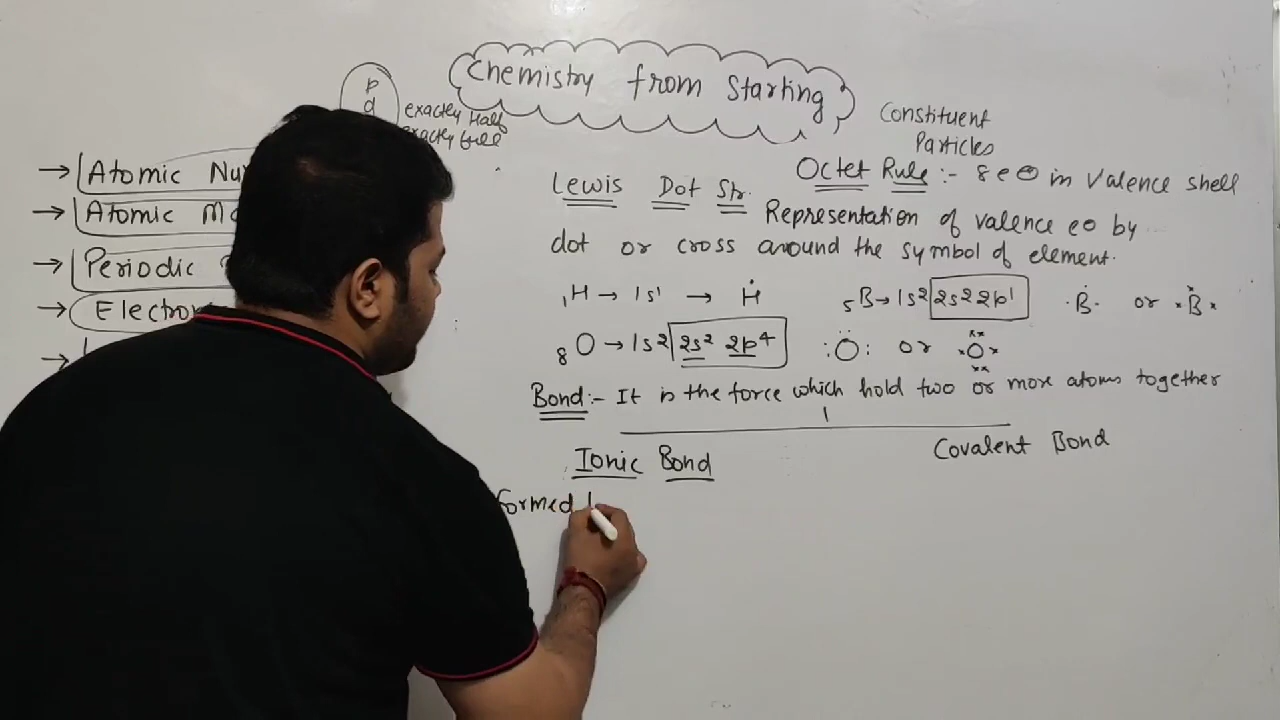 Chemistry from Starting
p
d
exactly Half
exactly full
Constituent
Particles
→ Atomic
→ Atomic
→ Periodic
→
→
Octet Rule :- 8 e⊖ in Valence shell
Lewis Dot Str. Representation of valence e⊖ by
dot or cross around the symbol of element.
₁H → 1s¹ → Ḣ
₅B → 1s² 2s² 2p¹ ·Ḃ· or ×B× 
₈O → 1s² 2s² 2p⁴ :Ö: or ×O×
Bond :- It is the force which hold two or more atoms together
Ionic Bond
Covalent Bond
formed